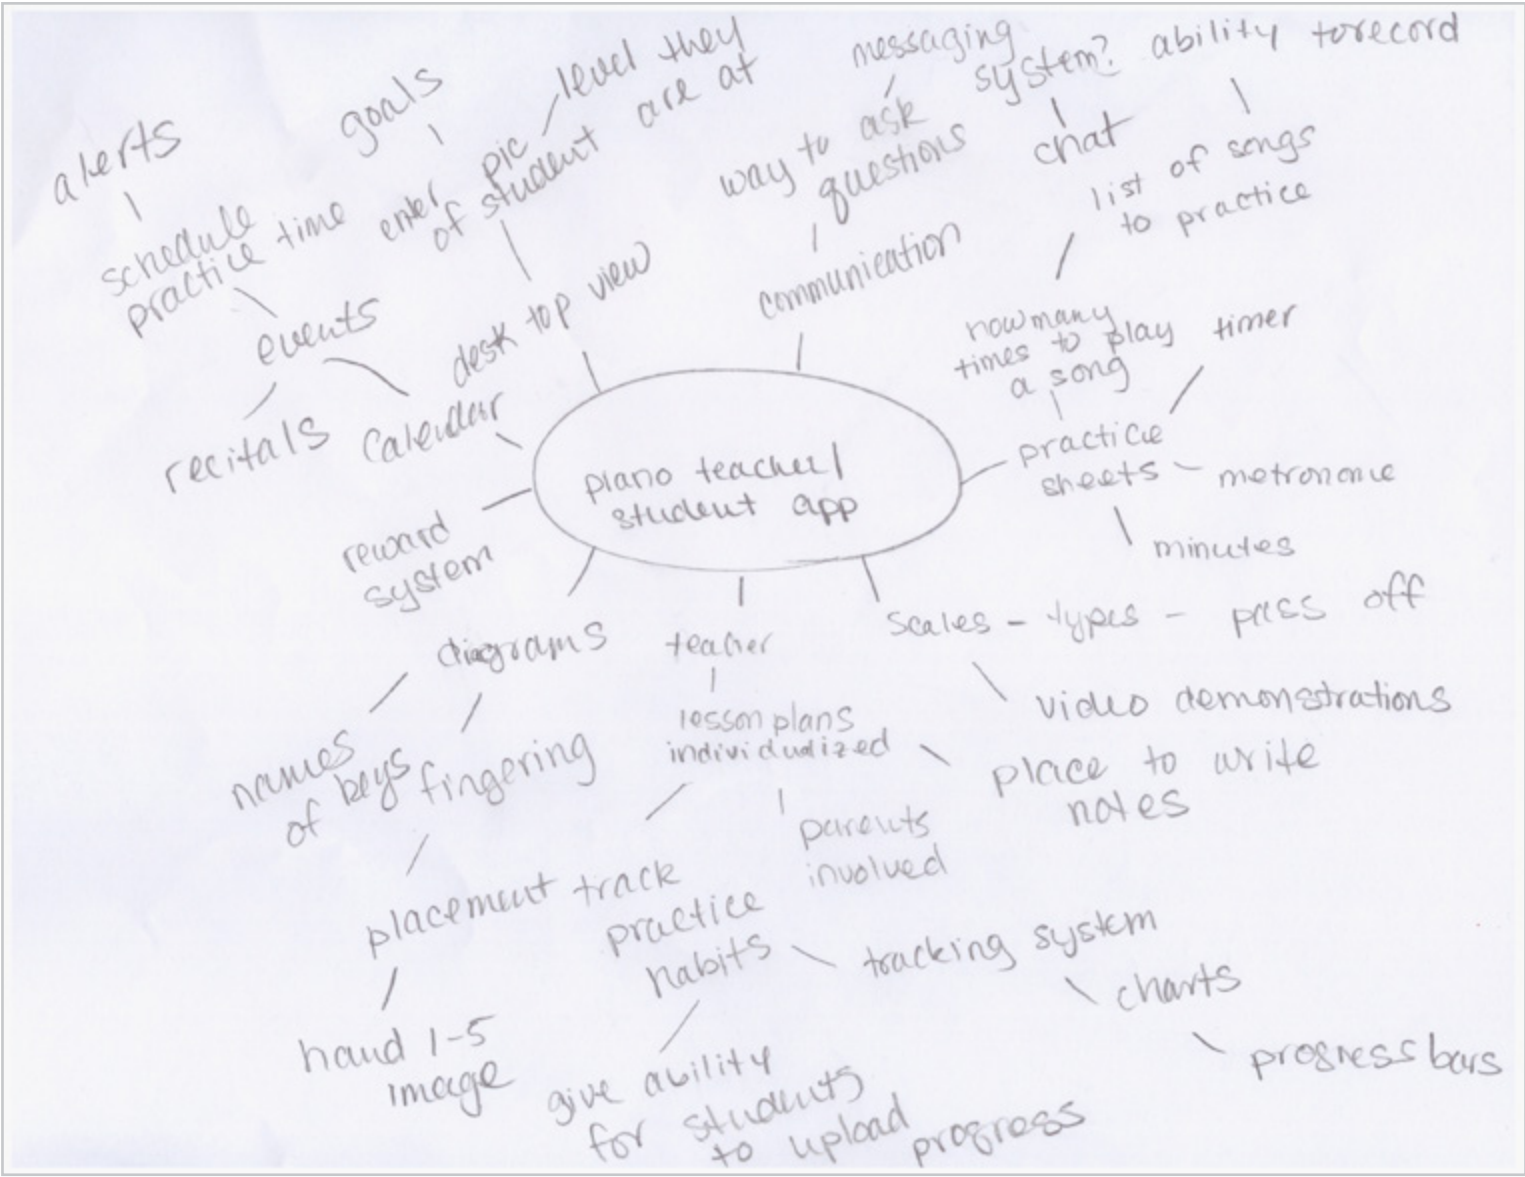 alerts
schedule
practice time
events
recitals
calendar
goals
enter pic
of student
level they
are at
desk top view
messaging
system?
chat
way to ask
questions
communication
ability to record
list of songs
to practice
how many
times to play
a song
timer
practice
sheets - metronome
minutes
piano teacher/
student app
reward
system
diagrams
names
of keys
fingering
placement
hand 1-5
image
teacher
lesson plans
individulized
parents
involved
place to write
notes
track
practice
habits
tracking system
charts
progress bars
give ability
for students
to upload progress
scales - types - pass off
video demonstrations